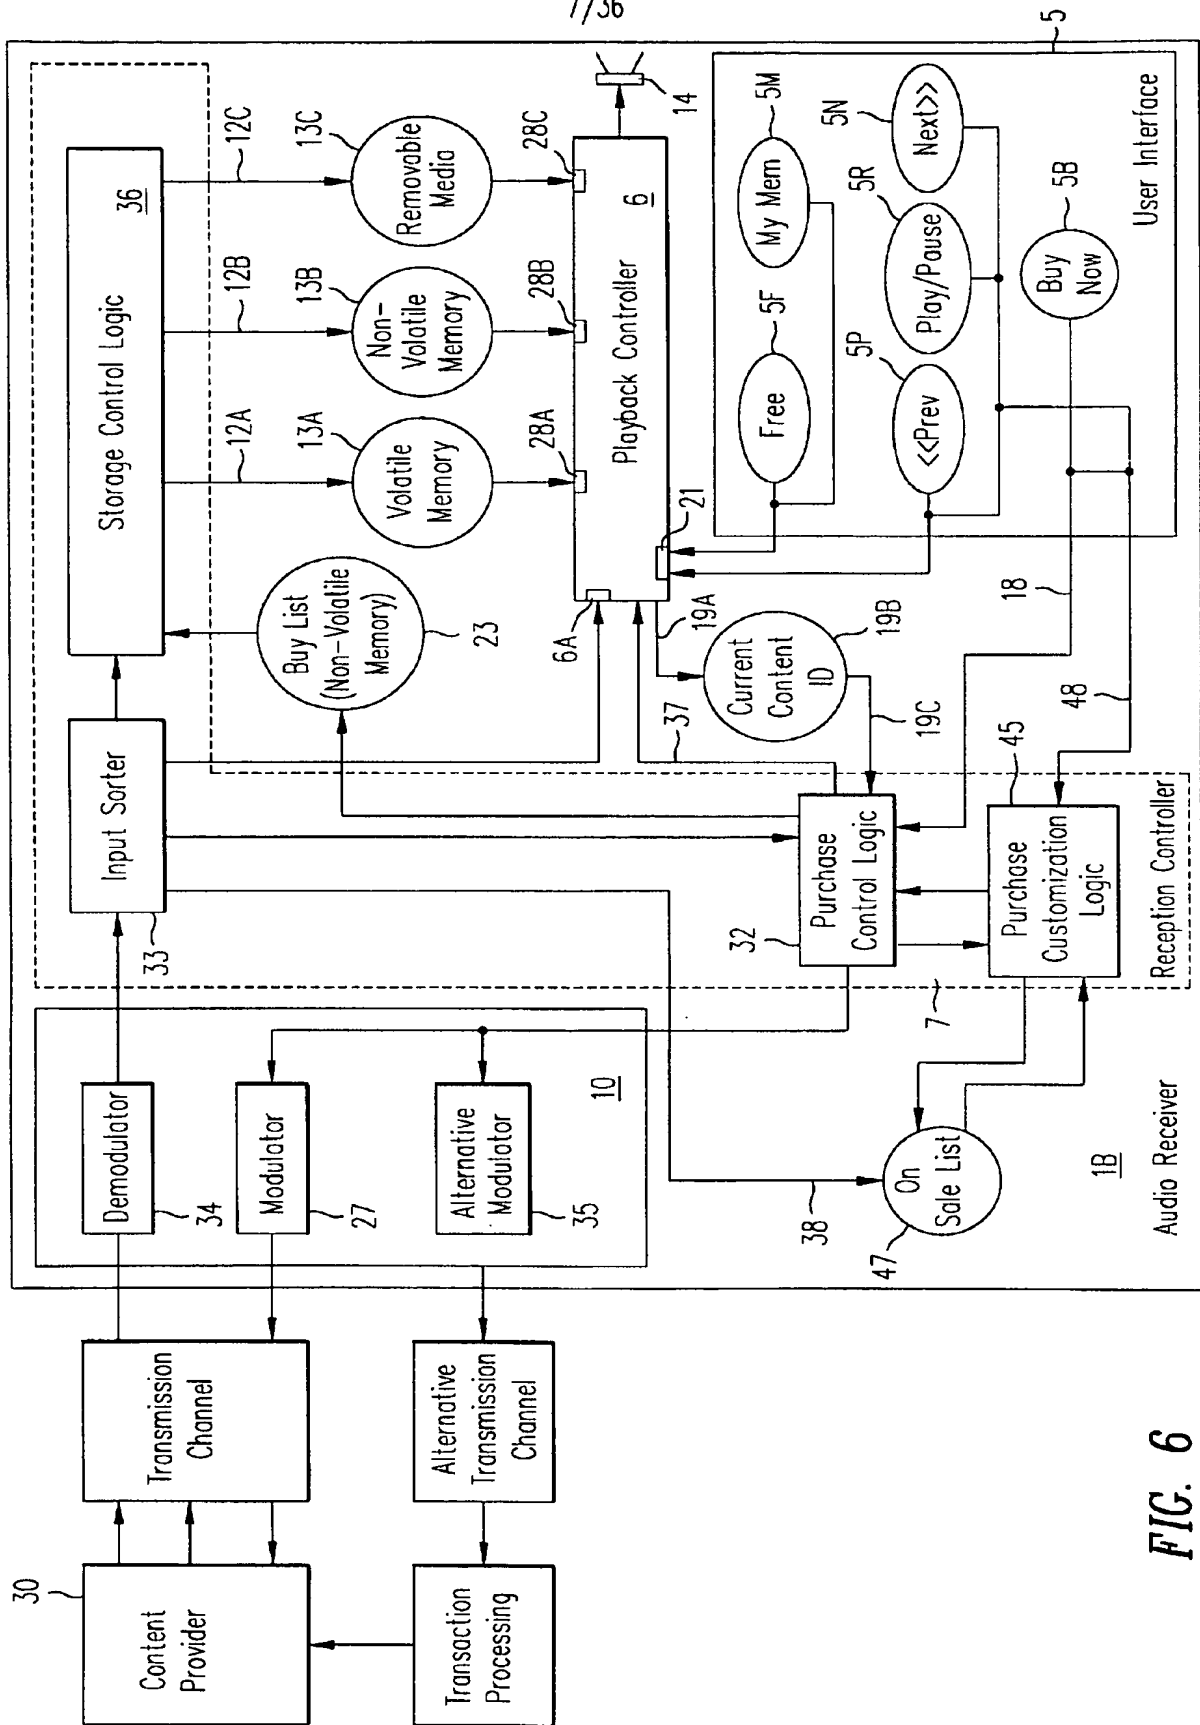 7/36
30
Content
Provider
Transmission
Channel
Transaction
Processing
Alternative
Transmission
Channel
Demodulator
34
Modulator
27
Alternative
Modulator
35
10
Input Sorter
33
Storage Control Logic
36
12A
12B
12C
Buy List
(Non-Volatile
Memory)
23
13A
Volatile
Memory
13B
Non-
Volatile
Memory
13C
Removable
Media
28A
28B
28C
6A
Playback Controller
6
14
21
19A
Current
Content
ID
19B
19C
37
Purchase
Control Logic
32
Purchase
Customization
Logic
45
Reception Controller
7
38
On
Sale List
47
18
48
Free
5F
My Mem
5M
<<Prev
5P
Play/Pause
5R
Next>>
5N
Buy
Now
5B
User Interface
5
1B
Audio Receiver
FIG. 6